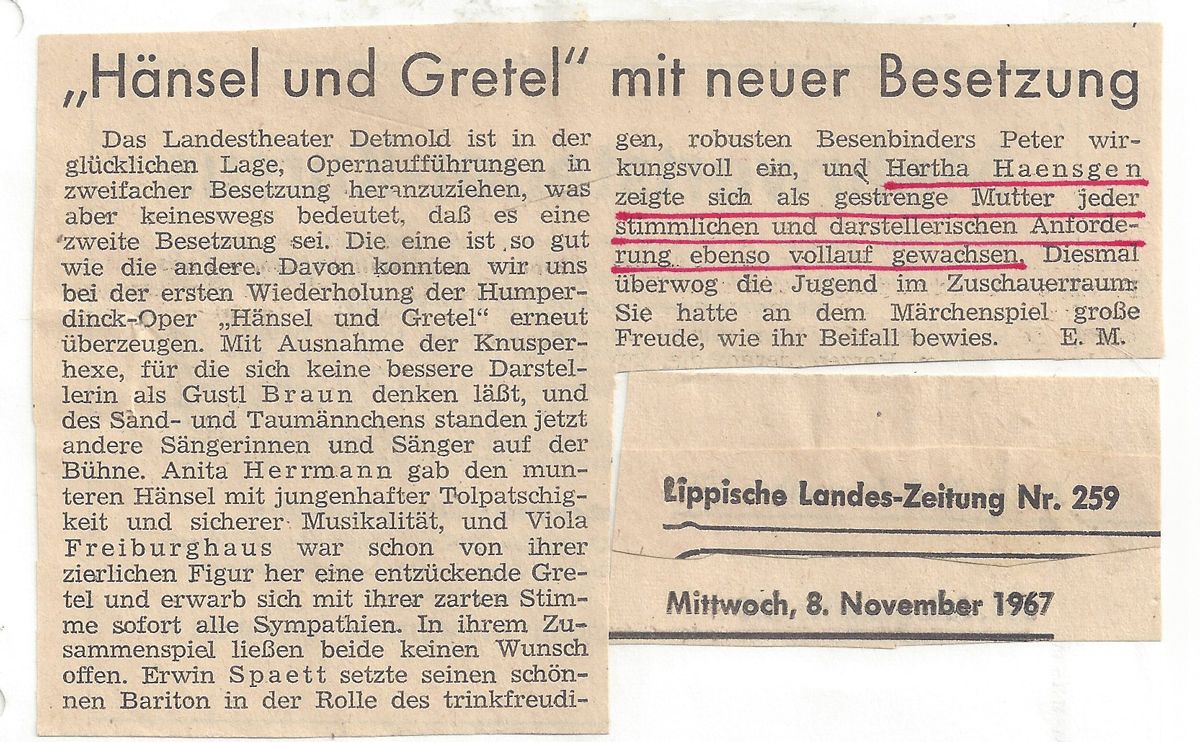 „Hänsel und Gretel“ mit neuer Besetzung
Das Landestheater Detmold ist in der
glücklichen Lage, Opernaufführungen in
zweifacher Besetzung heranzuziehen, was
aber keineswegs bedeutet, daß es eine
zweite Besetzung sei. Die eine ist so gut
wie die andere. Davon konnten wir uns
bei der ersten Wiederholung der Humper-
dinck-Oper „Hänsel und Gretel“ erneut
überzeugen. Mit Ausnahme der Knusper-
hexe, für die sich keine bessere Darstel-
lerin als Gustl Braun denken läßt, und
des Sand- und Taumännchens standen jetzt
andere Sängerinnen und Sänger auf der
Bühne. Anita Herrmann gab den mun-
teren Hänsel mit jungenhafter Tolpatschig-
keit und sicherer Musikalität, und Viola
Freiburghaus war schon von ihrer
zierlichen Figur her eine entzückende Gre-
tel und erwarb sich mit ihrer zarten Stim-
me sofort alle Sympathien. In ihrem Zu-
sammenspiel ließen beide keinen Wunsch
offen. Erwin Spaett setzte seinen schön-
nen Bariton in der Rolle des trinkfreudi-
gen, robusten Besenbinders Peter wir-
kungsvoll ein, und Hertha Haensgen
zeigte sich als gestrenge Mutter jeder
stimmlichen und darstellerischen Anforde-
rung ebenso vollauf gewachsen. Diesmal
überwog die Jugend im Zuschauerraum.
Sie hatte an dem Märchenspiel große
Freude, wie ihr Beifall bewies. E. M.
Lippische Landes-Zeitung Nr. 259
Mittwoch, 8. November 1967